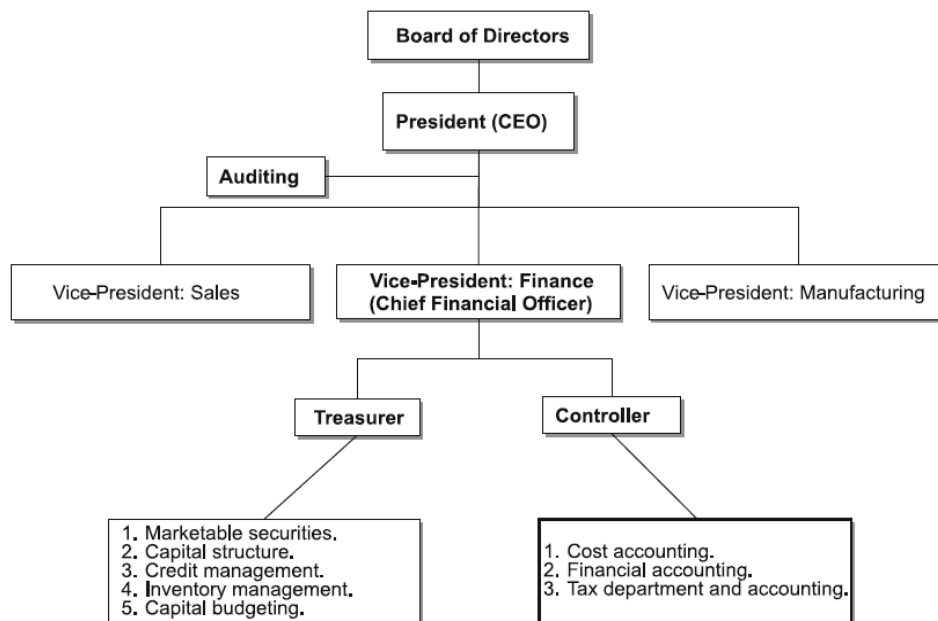 Board of Directors
President (CEO)
Auditing
Vice-President: Sales
Vice-President: Finance
(Chief Financial Officer)
Vice-President: Manufacturing
Treasurer
Controller
1. Marketable securities.
2. Capital structure.
3. Credit management.
4. Inventory management.
5. Capital budgeting.
1. Cost accounting.
2. Financial accounting.
3. Tax department and accounting.